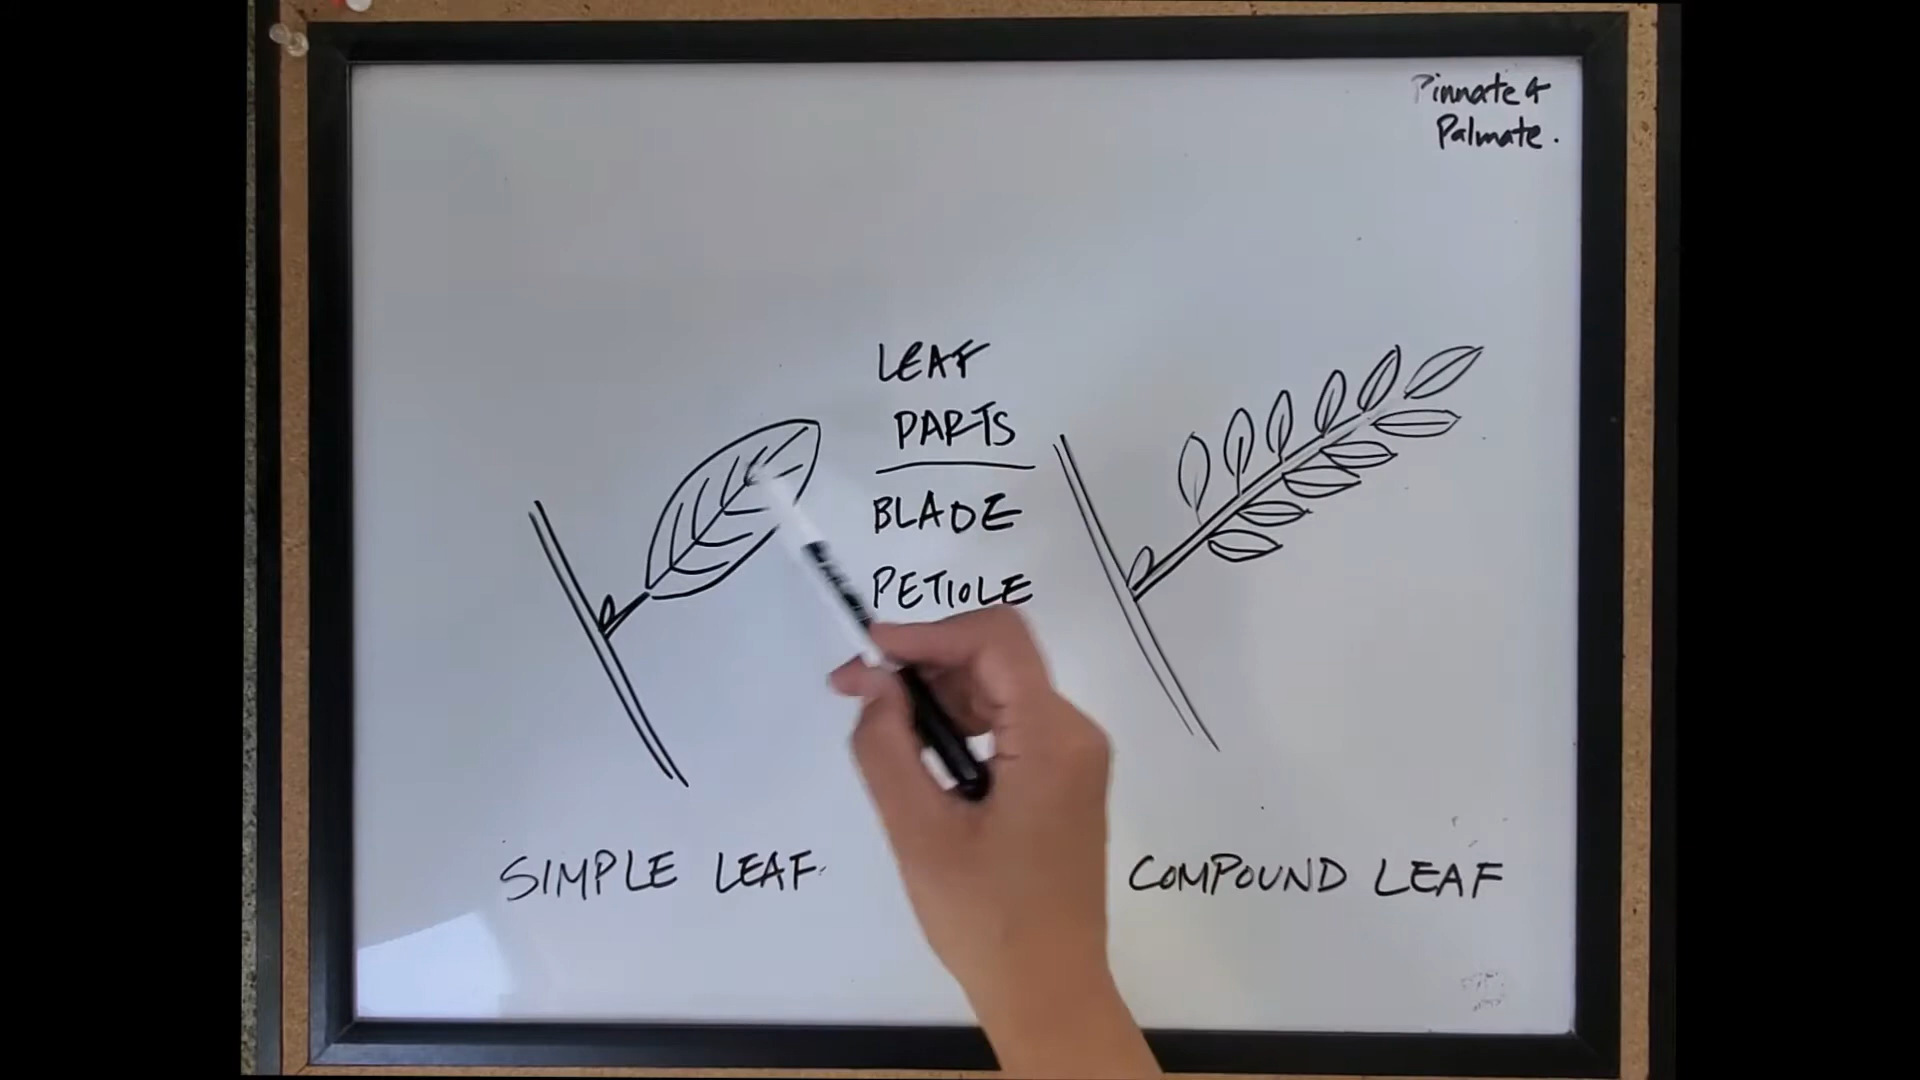 Pinnate &
Palmate.
LEAF
PARTS
BLADE
PETIOLE
SIMPLE LEAF
COMPOUND LEAF